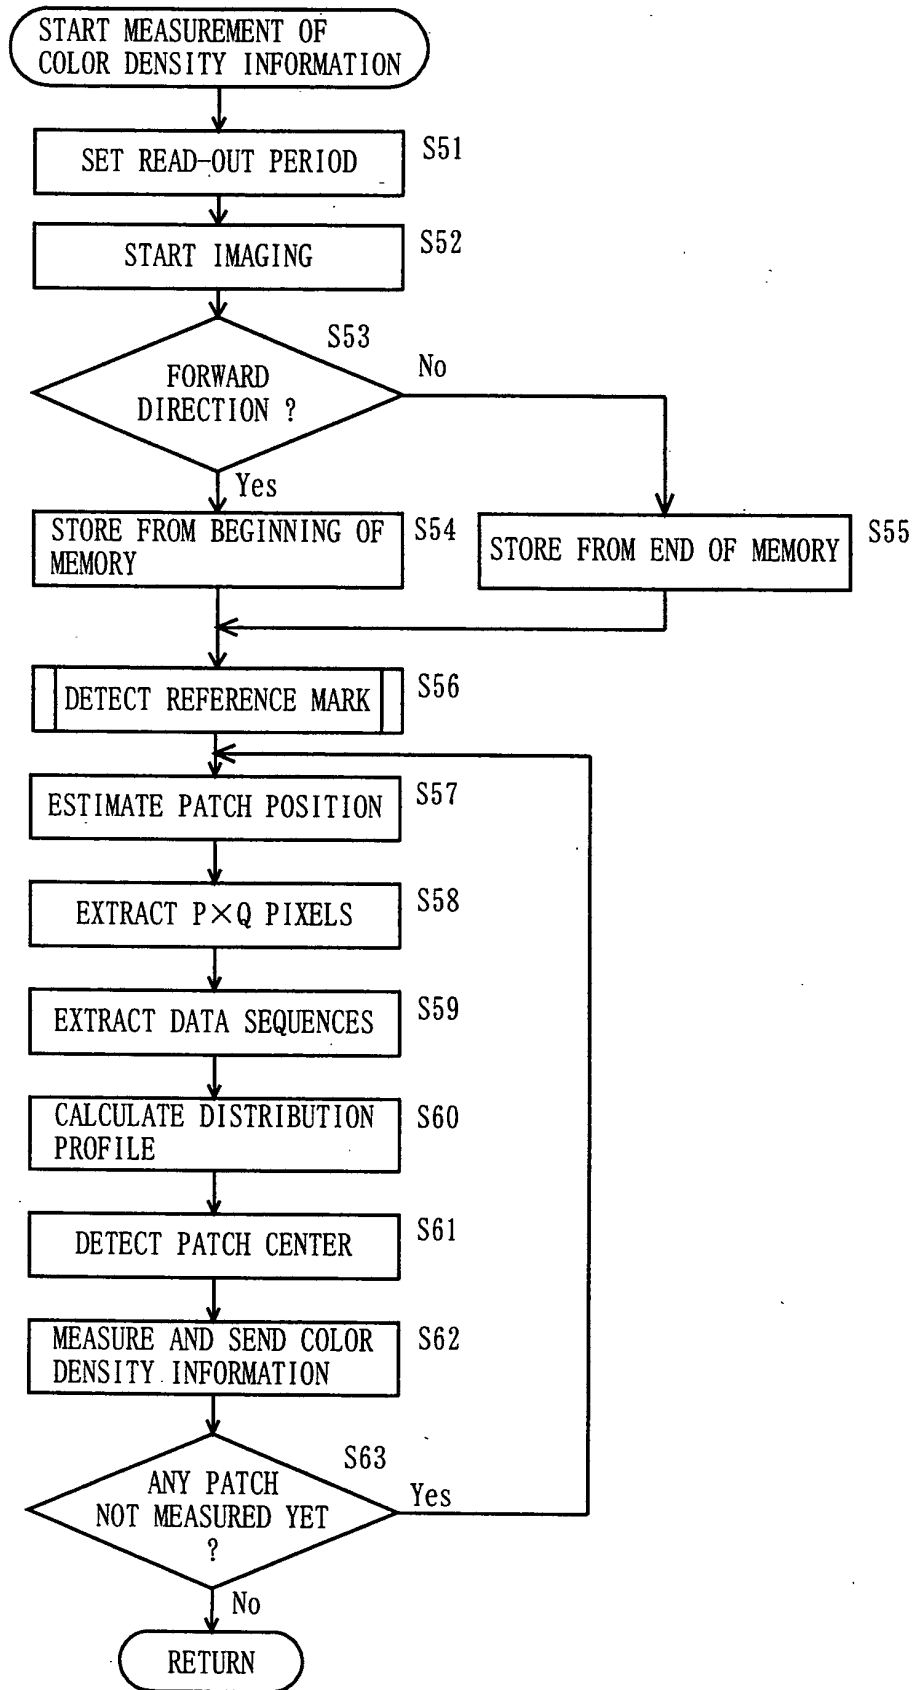 START MEASUREMENT OF
COLOR DENSITY INFORMATION
SET READ-OUT PERIOD
S51
START IMAGING
S52
S53
FORWARD
DIRECTION ?
No
Yes
STORE FROM BEGINNING OF
MEMORY
S54
STORE FROM END OF MEMORY
S55
DETECT REFERENCE MARK
S56
ESTIMATE PATCH POSITION
S57
EXTRACT P×Q PIXELS
S58
EXTRACT DATA SEQUENCES
S59
CALCULATE DISTRIBUTION
PROFILE
S60
DETECT PATCH CENTER
S61
MEASURE AND SEND COLOR
DENSITY INFORMATION
S62
S63
ANY PATCH
NOT MEASURED YET
?
Yes
No
RETURN